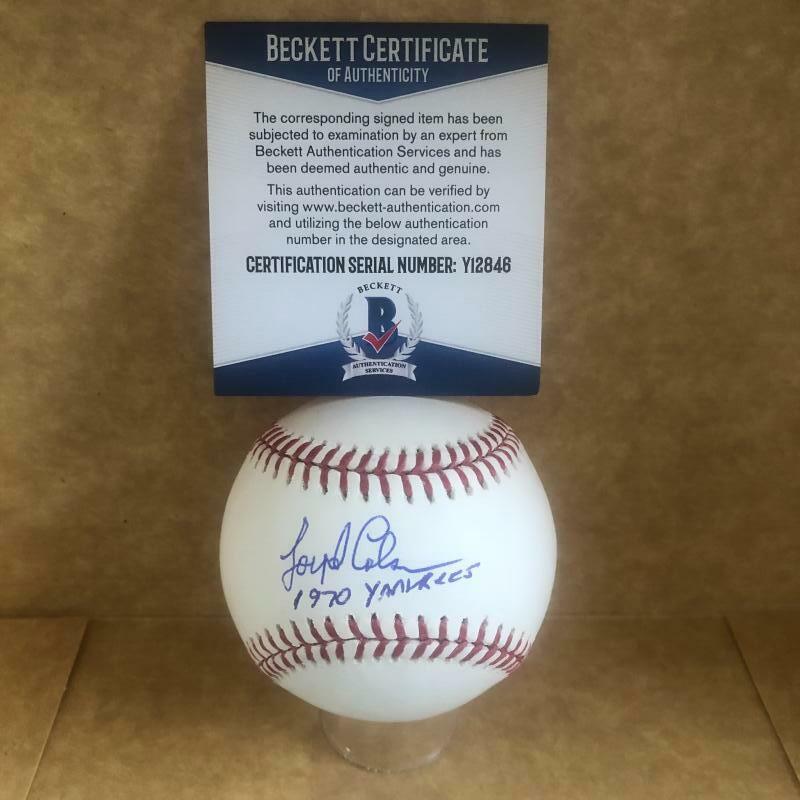 BECKETT CERTIFICATE
OF AUTHENTICITY
The corresponding signed item has been
subjected to examination by an expert from
Beckett Authentication Services and has
been deemed authentic and genuine.
This authentication can be verified by
visiting www.beckett-authentication.com
and utilizing the below authentication
number in the designated area.
CERTIFICATION SERIAL NUMBER: Y12846
BECKETT
B
AUTHENTICATION
SERVICES
Loyd Colson
1970 YANKEES